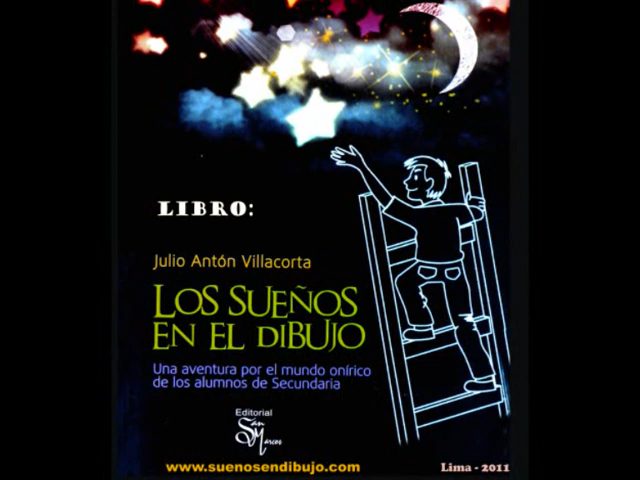 LIBRO:
Julio Antón Villacorta
LOS SUEÑOS
EN EL DIBUJO
Una aventura por el mundo onírico
de los alumnos de Secundaria
Editorial
San
Marcos
www.suenosendibujo.com
Lima - 2011